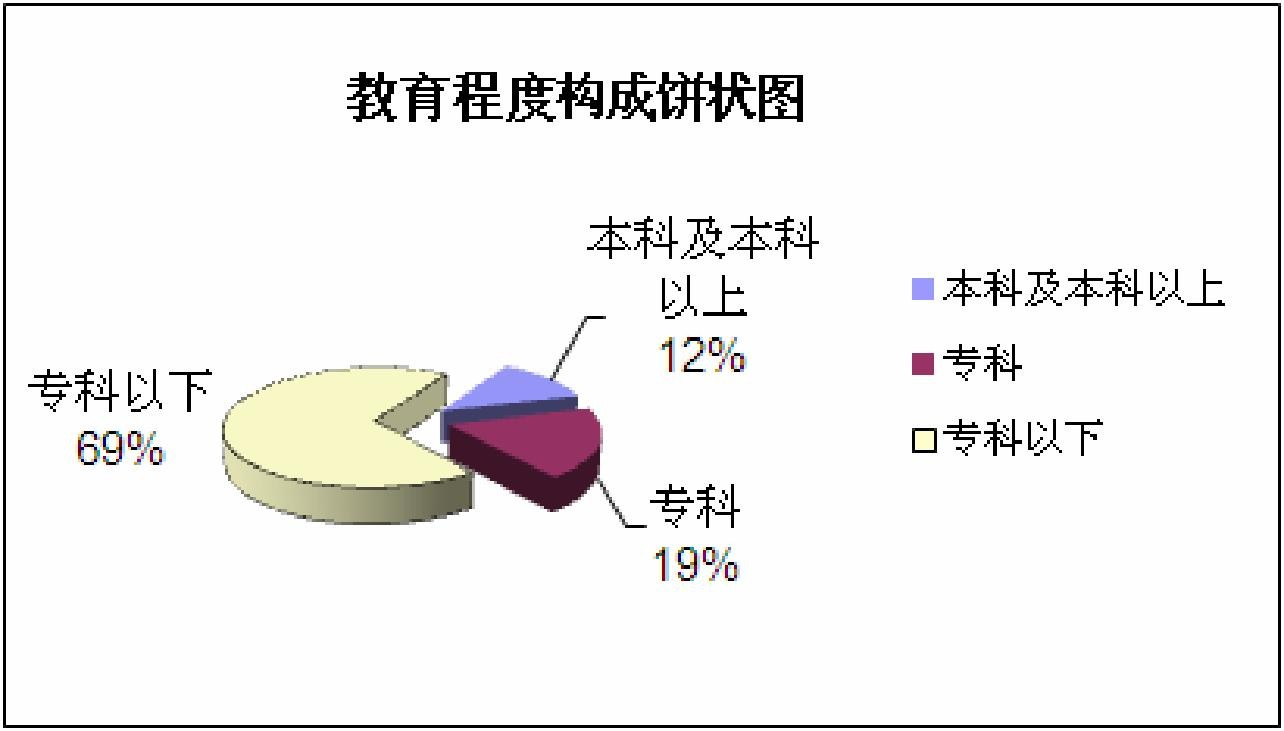 教育程度构成饼状图
本科及本科
以上
12%
专科以下
69%
专科
19%
本科及本科以上
专科
专科以下